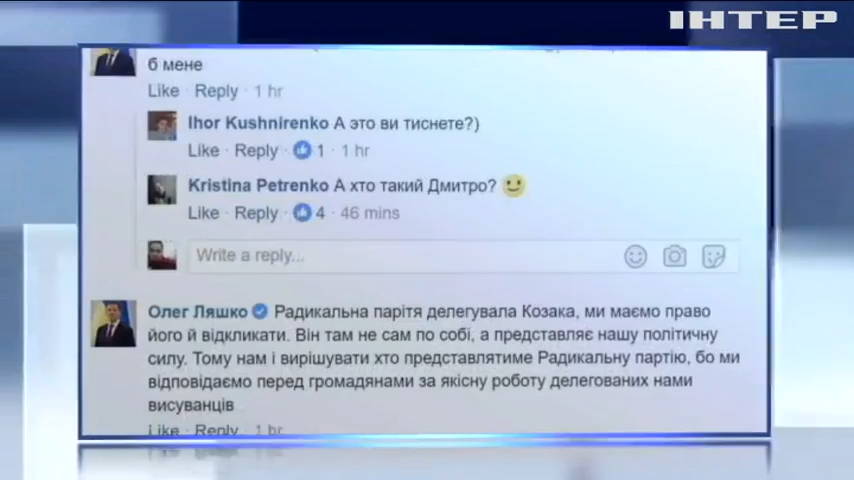 ІНТЕР
б мене
Like · Reply · 1 hr
Ihor Kushnirenko А это ви тиснете?)
Like · Reply · 1 · 1 hr
Kristina Petrenko А хто такий Дмитро?
Like · Reply · 4 · 46 mins
Write a reply...
Олег Ляшко Радикальна парітя делегувала Козака, ми маємо право
його й відкликати. Він там не сам по собі, а представляє нашу політичну
силу. Тому нам і вирішувати хто представлятиме Радикальну партію, бо ми
відповідаємо перед громадянами за якісну роботу делегованих нами
висуванців
Like · Reply · 1 hr